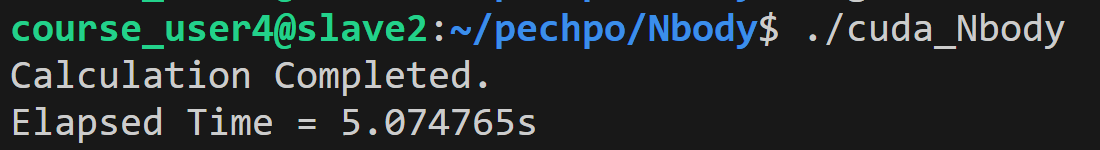 course_user4@slave2:~/pechpo/Nbody$ ./cuda_Nbody
Calculation Completed.
Elapsed Time = 5.074765s